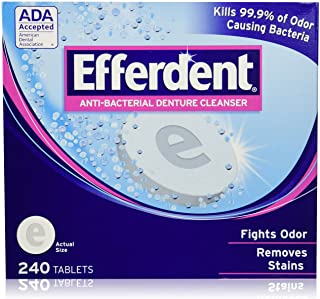 ADA
Accepted
American
Dental
Association
Kills 99.9% of Odor
Causing Bacteria
Efferdent®
ANTI-BACTERIAL DENTURE CLEANSER
e
e
Actual
Size
Fights Odor
Removes
Stains
240 TABLETS